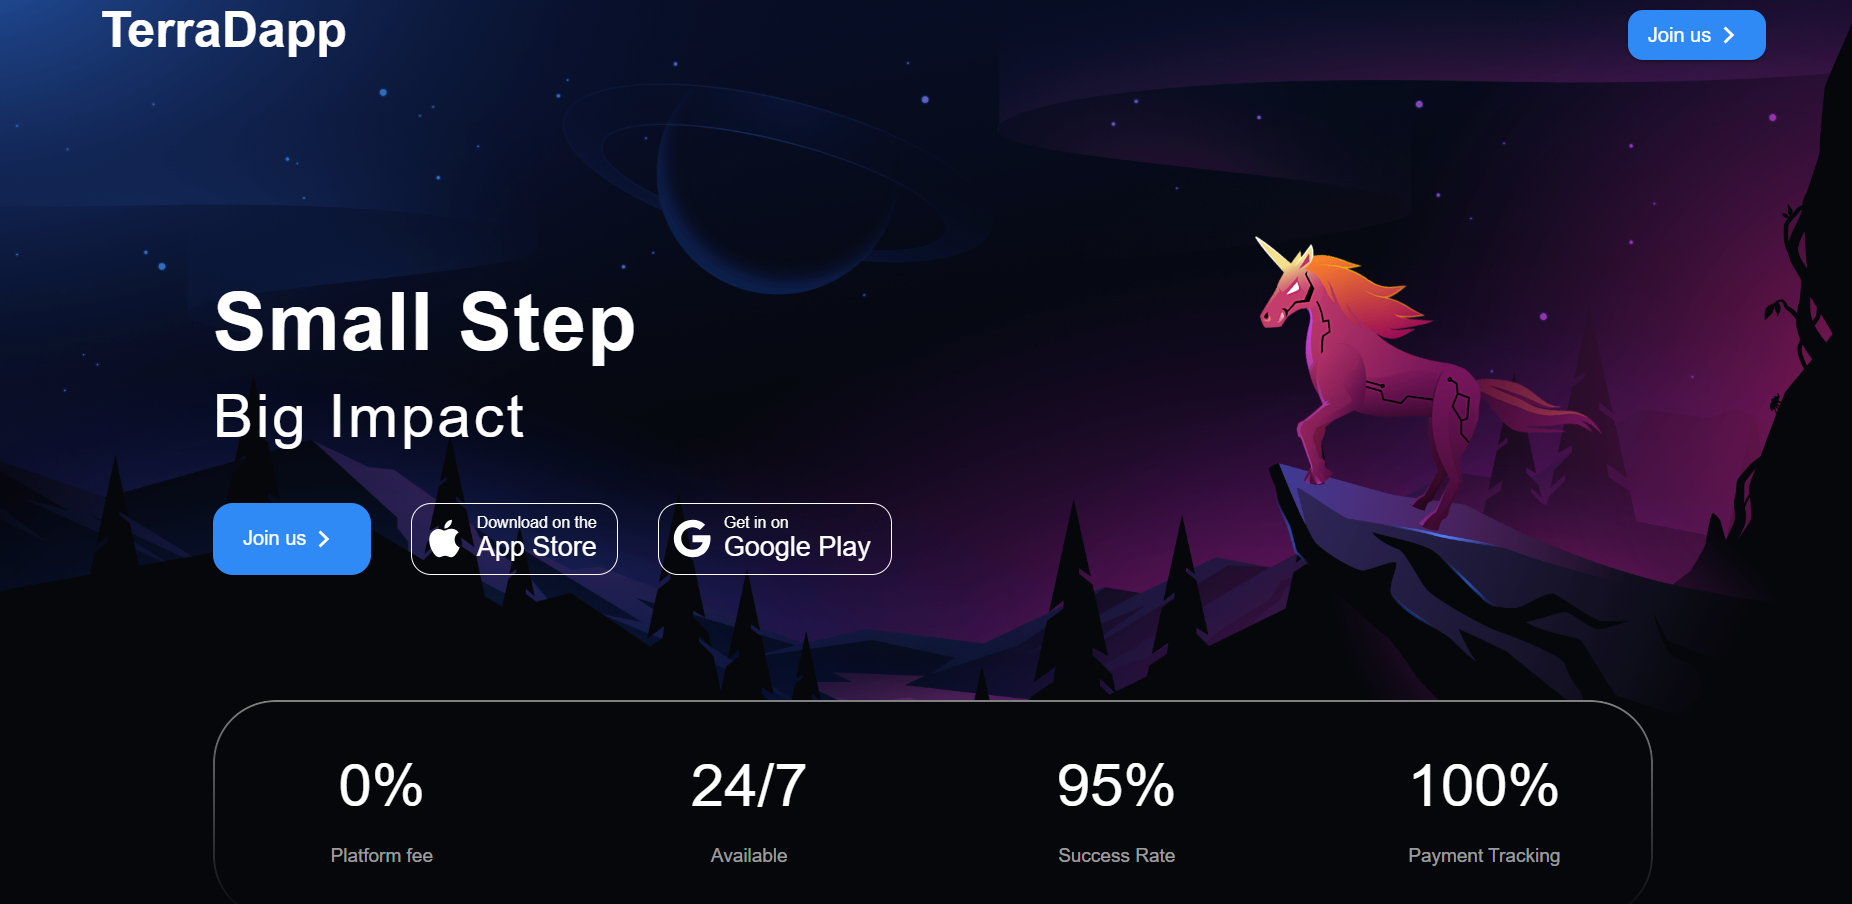 TerraDapp
Join us
Small Step
Big Impact
Join us
Download on the
App Store
Get in on
Google Play
0%
24/7
95%
100%
Platform fee
Available
Success Rate
Payment Tracking